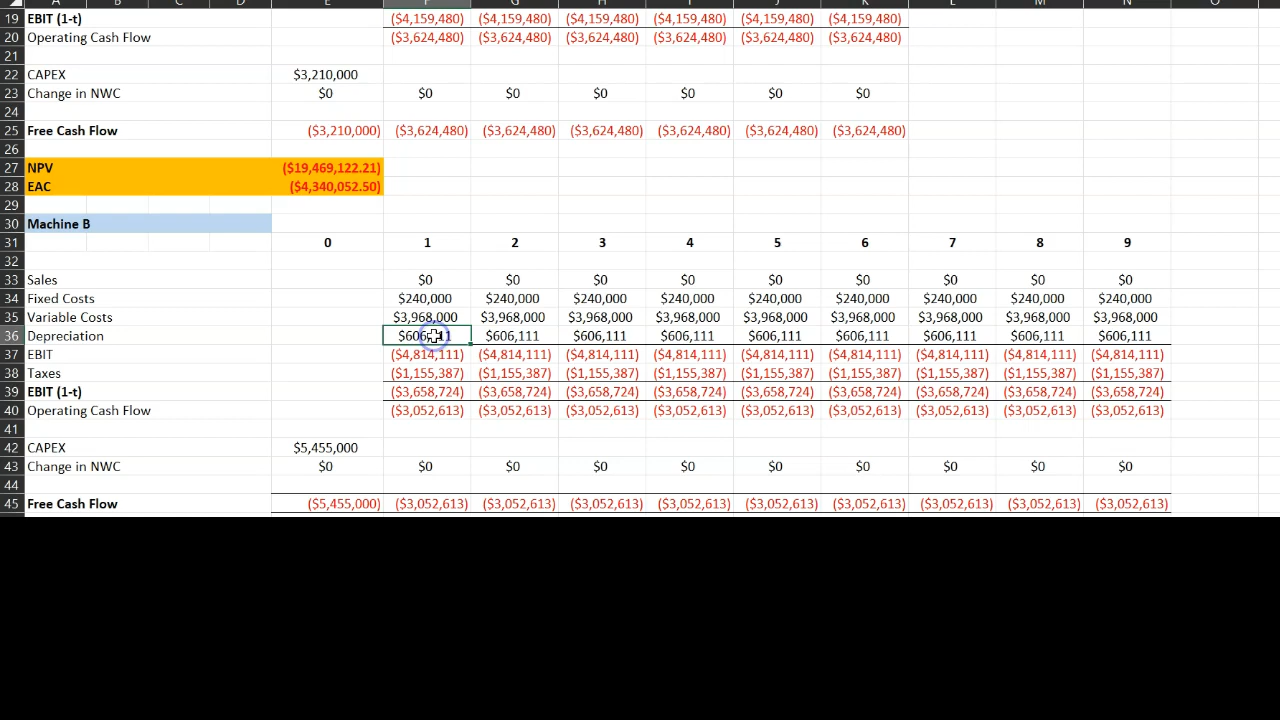 19 EBIT (1-t) ($4,159,480) ($4,159,480) ($4,159,480) ($4,159,480) ($4,159,480) ($4,159,480)
20 Operating Cash Flow ($3,624,480) ($3,624,480) ($3,624,480) ($3,624,480) ($3,624,480) ($3,624,480)
21
22 CAPEX $3,210,000
23 Change in NWC $0 $0 $0 $0 $0 $0 $0
24
25 Free Cash Flow ($3,210,000) ($3,624,480) ($3,624,480) ($3,624,480) ($3,624,480) ($3,624,480) ($3,624,480)
26
27 NPV ($19,469,122.21)
28 EAC ($4,340,052.50)
29
30 Machine B
31 0 1 2 3 4 5 6 7 8 9
32
33 Sales $0 $0 $0 $0 $0 $0 $0 $0 $0
34 Fixed Costs $240,000 $240,000 $240,000 $240,000 $240,000 $240,000 $240,000 $240,000 $240,000
35 Variable Costs $3,968,000 $3,968,000 $3,968,000 $3,968,000 $3,968,000 $3,968,000 $3,968,000 $3,968,000 $3,968,000
36 Depreciation $606,111 $606,111 $606,111 $606,111 $606,111 $606,111 $606,111 $606,111 $606,111
37 EBIT ($4,814,111) ($4,814,111) ($4,814,111) ($4,814,111) ($4,814,111) ($4,814,111) ($4,814,111) ($4,814,111) ($4,814,111)
38 Taxes ($1,155,387) ($1,155,387) ($1,155,387) ($1,155,387) ($1,155,387) ($1,155,387) ($1,155,387) ($1,155,387) ($1,155,387)
39 EBIT (1-t) ($3,658,724) ($3,658,724) ($3,658,724) ($3,658,724) ($3,658,724) ($3,658,724) ($3,658,724) ($3,658,724) ($3,658,724)
40 Operating Cash Flow ($3,052,613) ($3,052,613) ($3,052,613) ($3,052,613) ($3,052,613) ($3,052,613) ($3,052,613) ($3,052,613) ($3,052,613)
41
42 CAPEX $5,455,000
43 Change in NWC $0 $0 $0 $0 $0 $0 $0 $0 $0 $0
44
45 Free Cash Flow ($5,455,000) ($3,052,613) ($3,052,613) ($3,052,613) ($3,052,613) ($3,052,613) ($3,052,613) ($3,052,613) ($3,052,613) ($3,052,613)